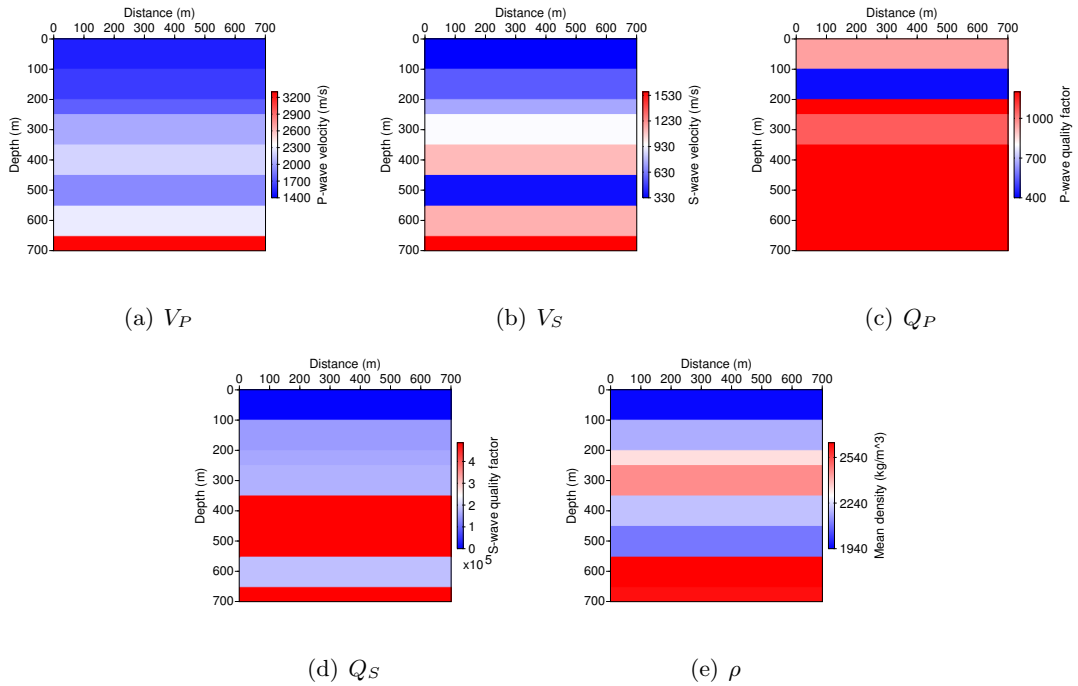 Distance (m)
0 100 200 300 400 500 600 700
0
100
200
300
400
500
600
700
Depth (m)
3200
2900
2600
2300
2000
1700
1400
P-wave velocity (m/s)
(a) V_P
Distance (m)
0 100 200 300 400 500 600 700
0
100
200
300
400
500
600
700
Depth (m)
1530
1230
930
630
330
S-wave velocity (m/s)
(b) V_S
Distance (m)
0 100 200 300 400 500 600 700
0
100
200
300
400
500
600
700
Depth (m)
1000
700
400
P-wave quality factor
(c) Q_P
Distance (m)
0 100 200 300 400 500 600 700
0
100
200
300
400
500
600
700
Depth (m)
4
3
2
1
0
x10^5
S-wave quality factor
(d) Q_S
Distance (m)
0 100 200 300 400 500 600 700
0
100
200
300
400
500
600
700
Depth (m)
2540
2240
1940
Mean density (kg/m^3)
(e) ρ